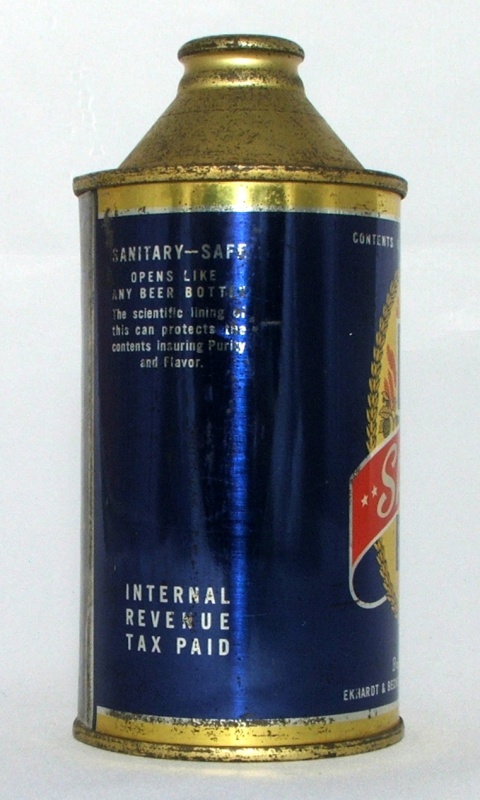 SANITARY—SAFE
OPENS LIKE
ANY BEER BOTTLE
The scientific lining of
this can protects the
contents insuring Purity
and Flavor.
INTERNAL
REVENUE
TAX PAID
CONTENTS
EKHARDT &